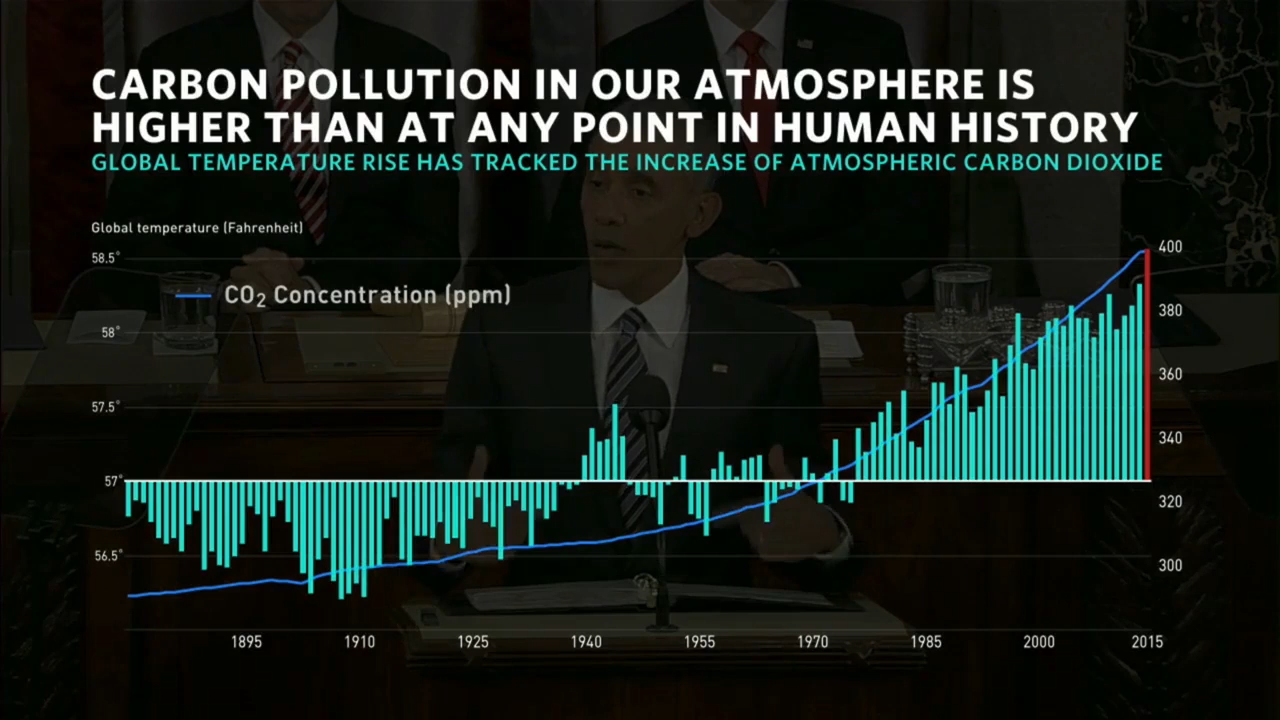 CARBON POLLUTION IN OUR ATMOSPHERE IS
HIGHER THAN AT ANY POINT IN HUMAN HISTORY
GLOBAL TEMPERATURE RISE HAS TRACKED THE INCREASE OF ATMOSPHERIC CARBON DIOXIDE
Global temperature (Fahrenheit)
58.5° 400
CO₂ Concentration (ppm)
380
58°
360
57.5°
340
57°
320
56.5°
300
1895 1910 1925 1940 1955 1970 1985 2000 2015